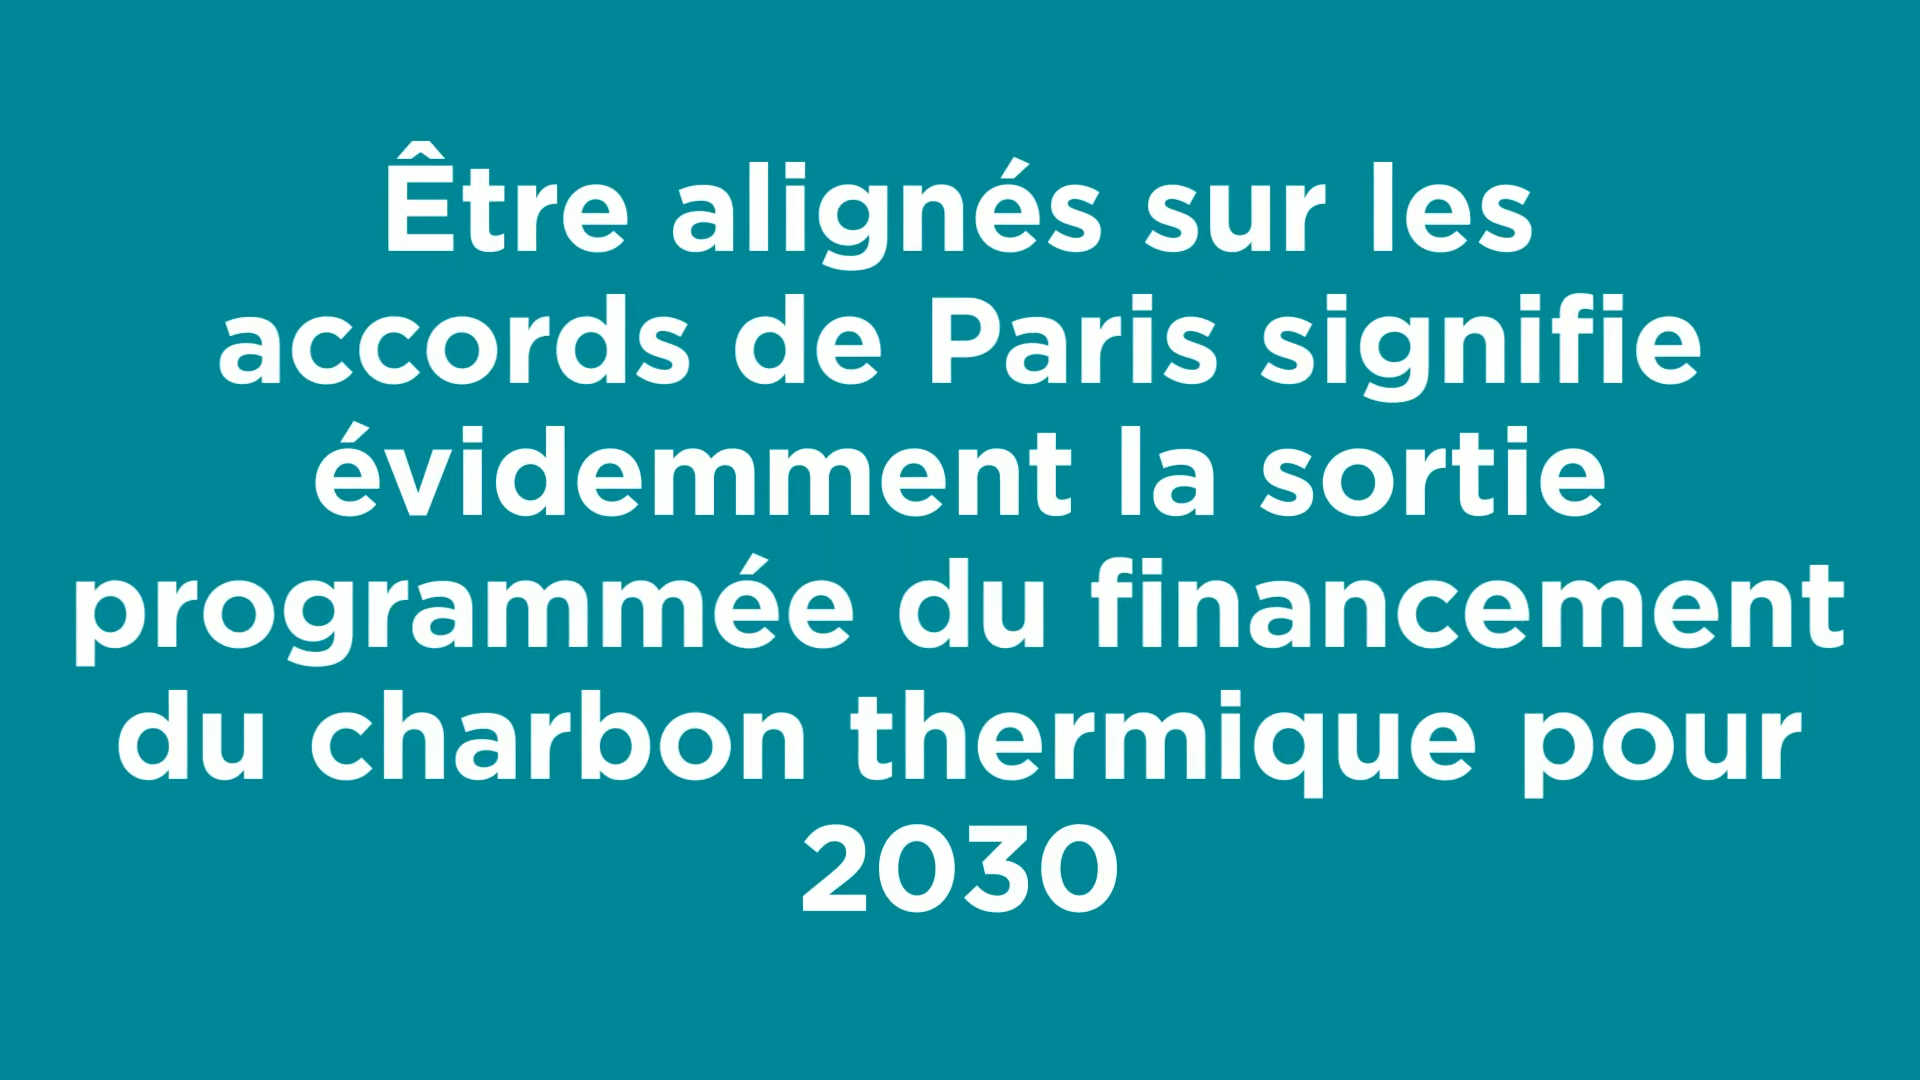 Être alignés sur les
accords de Paris signifie
évidemment la sortie
programmée du financement
du charbon thermique pour
2030